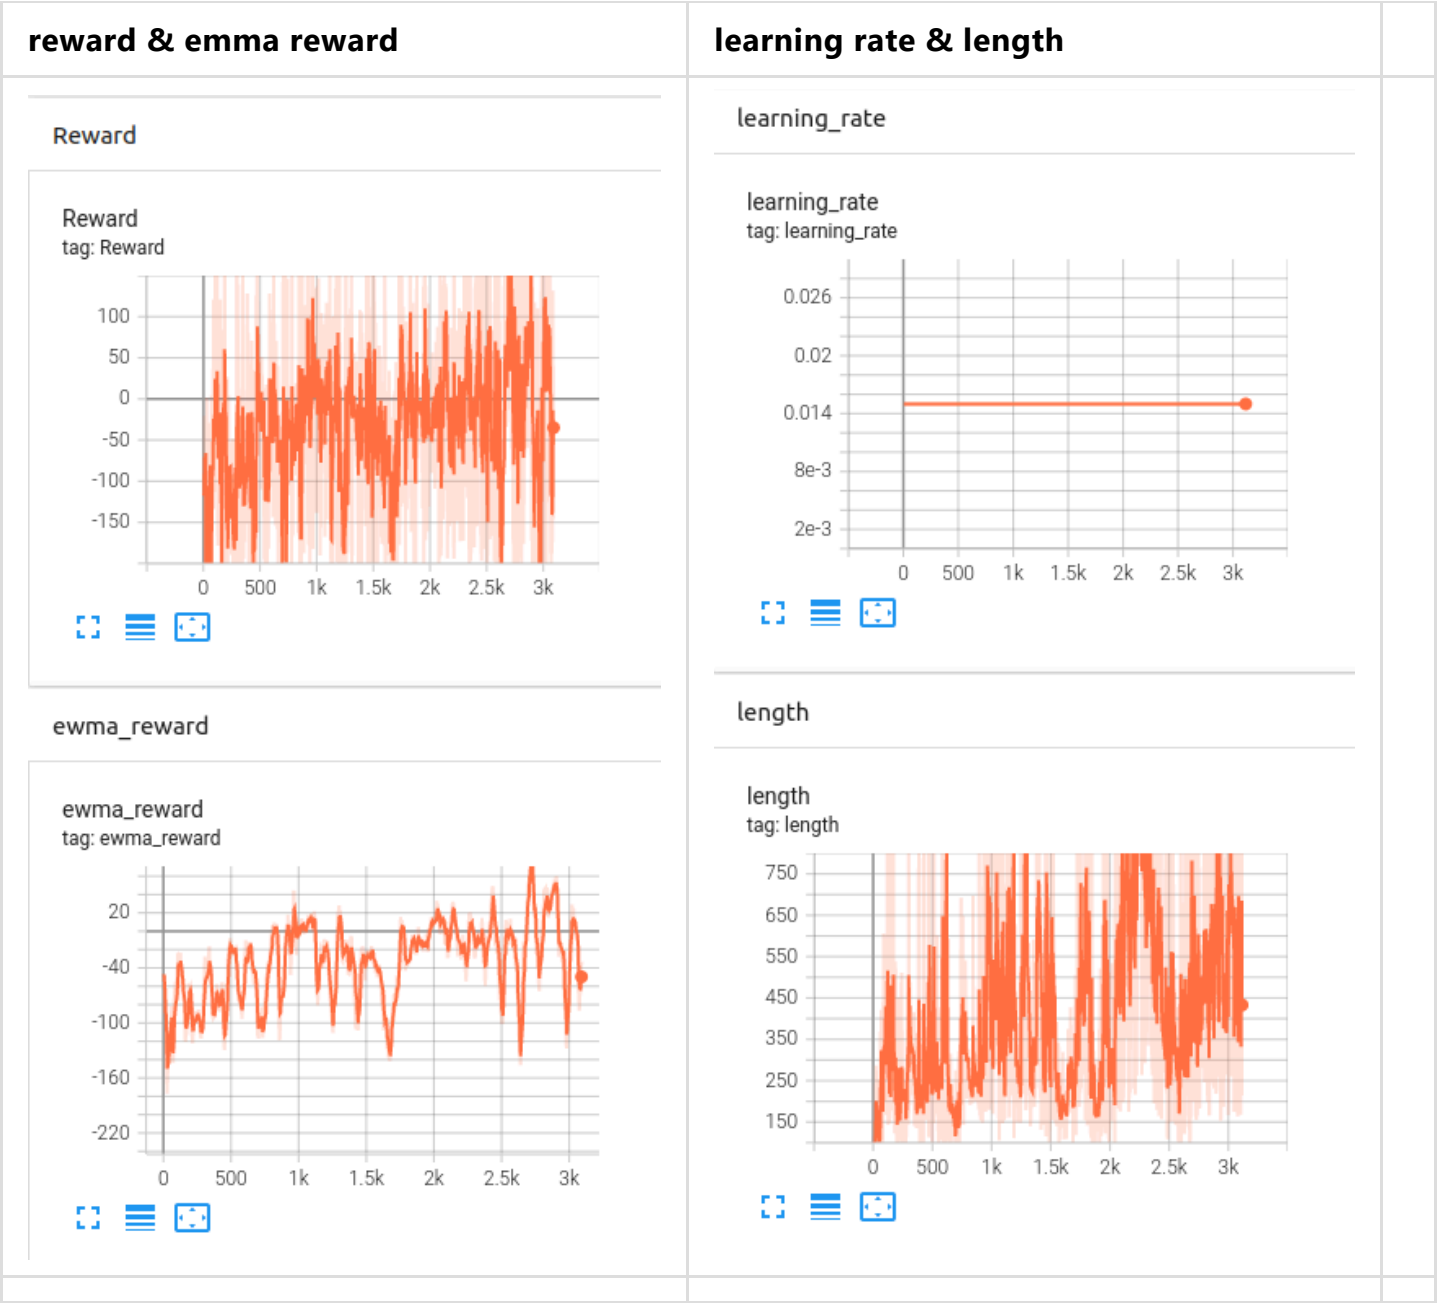 reward & emma reward
learning rate & length
Reward
Reward
tag: Reward
100
50
0
-50
-100
-150
0 500 1k 1.5k 2k 2.5k 3k
ewma_reward
ewma_reward
tag: ewma_reward
20
-40
-100
-160
-220
0 500 1k 1.5k 2k 2.5k 3k
learning_rate
learning_rate
tag: learning_rate
0.026
0.02
0.014
8e-3
2e-3
0 500 1k 1.5k 2k 2.5k 3k
length
length
tag: length
750
650
550
450
350
250
150
0 500 1k 1.5k 2k 2.5k 3k